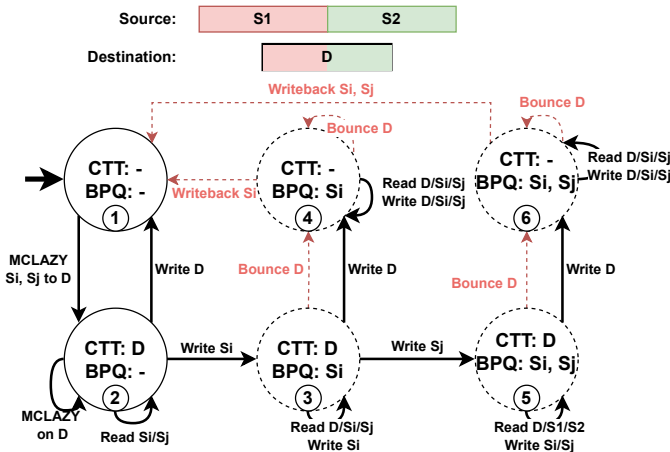 Source:
S1
S2
Destination:
D
Writeback Si, Sj
Bounce D
Bounce D
CTT: -
BPQ: -
1
CTT: -
BPQ: Si
4
CTT: -
BPQ: Si, Sj
6
Writeback Si
Read D/Si/Sj
Write D/Si/Sj
Read D/Si/Sj
Write D/Si/Sj
MCLAZY
Si, Sj to D
Write D
Bounce D
Write D
Bounce D
Write D
CTT: D
BPQ: -
2
Write Si
CTT: D
BPQ: Si
3
Write Sj
CTT: D
BPQ: Si, Sj
5
MCLAZY
on D
Read Si/Sj
Read D/Si/Sj
Write Si
Read D/S1/S2
Write Si/Sj